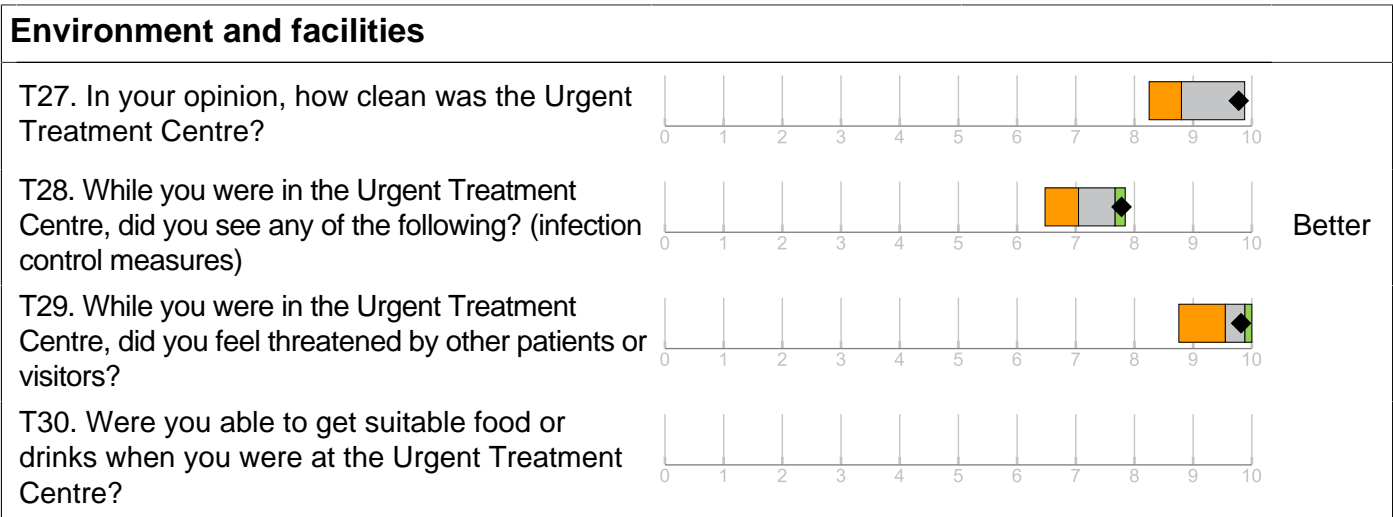 Environment and facilities
T27. In your opinion, how clean was the Urgent
Treatment Centre?
0 1 2 3 4 5 6 7 8 9 10
T28. While you were in the Urgent Treatment
Centre, did you see any of the following? (infection
control measures)
0 1 2 3 4 5 6 7 8 9 10
Better
T29. While you were in the Urgent Treatment
Centre, did you feel threatened by other patients or
visitors?
0 1 2 3 4 5 6 7 8 9 10
T30. Were you able to get suitable food or
drinks when you were at the Urgent Treatment
Centre?
0 1 2 3 4 5 6 7 8 9 10